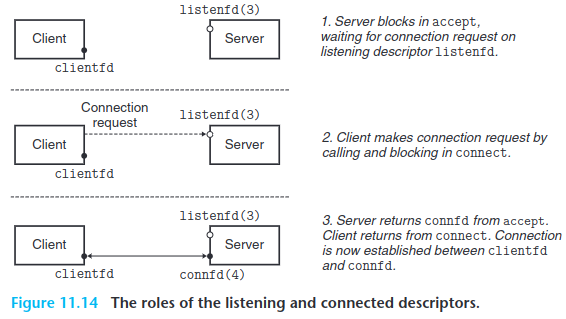 listenfd(3)
Client
Server
clientfd
1. Server blocks in accept,
waiting for connection request on
listening descriptor listenfd.
Connection
request
listenfd(3)
Client
Server
clientfd
2. Client makes connection request by
calling and blocking in connect.
listenfd(3)
Client
Server
clientfd
connfd(4)
3. Server returns connfd from accept.
Client returns from connect. Connection
is now established between clientfd
and connfd.
Figure 11.14 The roles of the listening and connected descriptors.